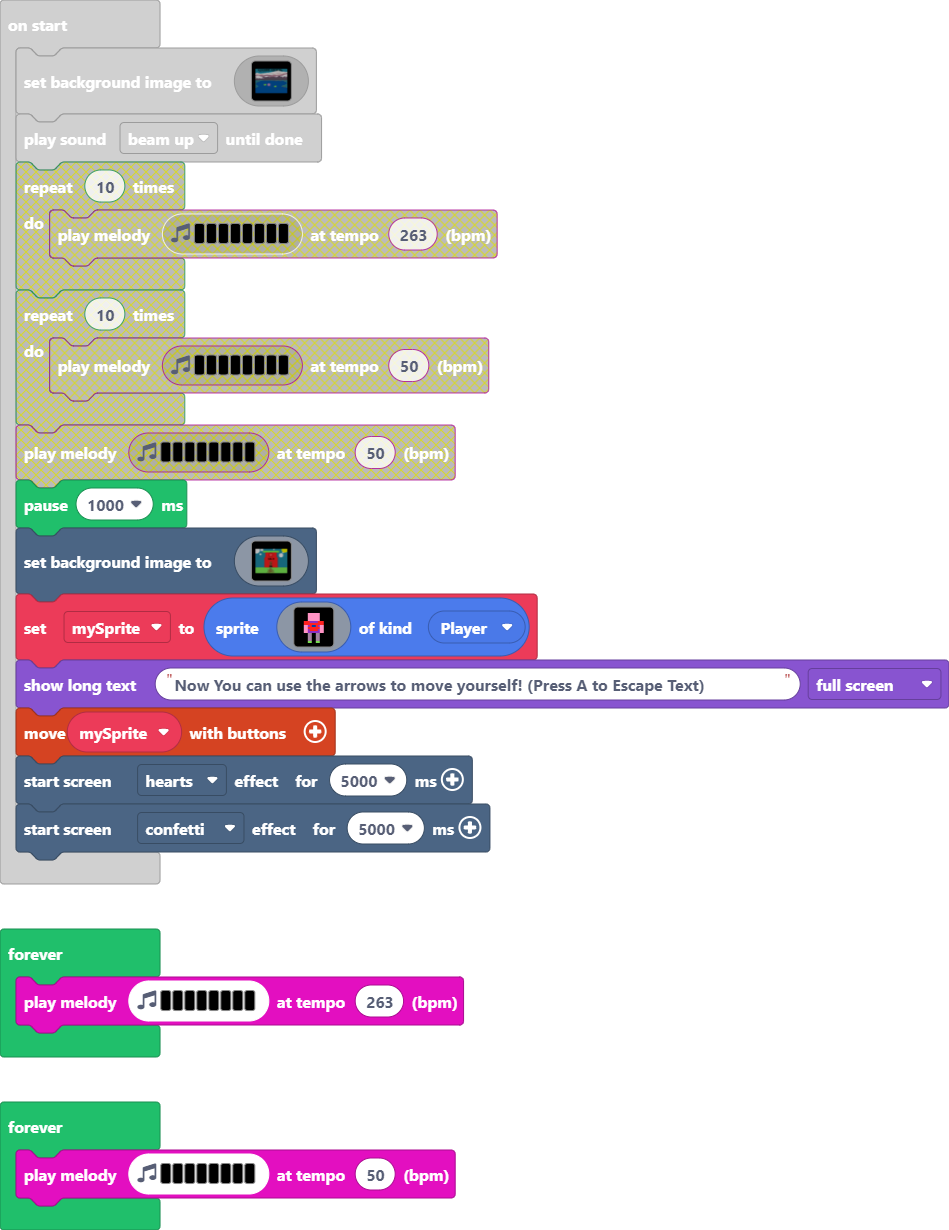 on start
set background image to
play sound beam up until done
repeat 10 times
do play melody at tempo 263 (bpm)
repeat 10 times
do play melody at tempo 50 (bpm)
play melody at tempo 50 (bpm)
pause 1000 ms
set background image to
set mySprite to sprite of kind Player
show long text "Now You can use the arrows to move yourself! (Press A to Escape Text) " full screen
move mySprite with buttons
start screen hearts effect for 5000 ms
start screen confetti effect for 5000 ms
forever
play melody at tempo 263 (bpm)
forever
play melody at tempo 50 (bpm)